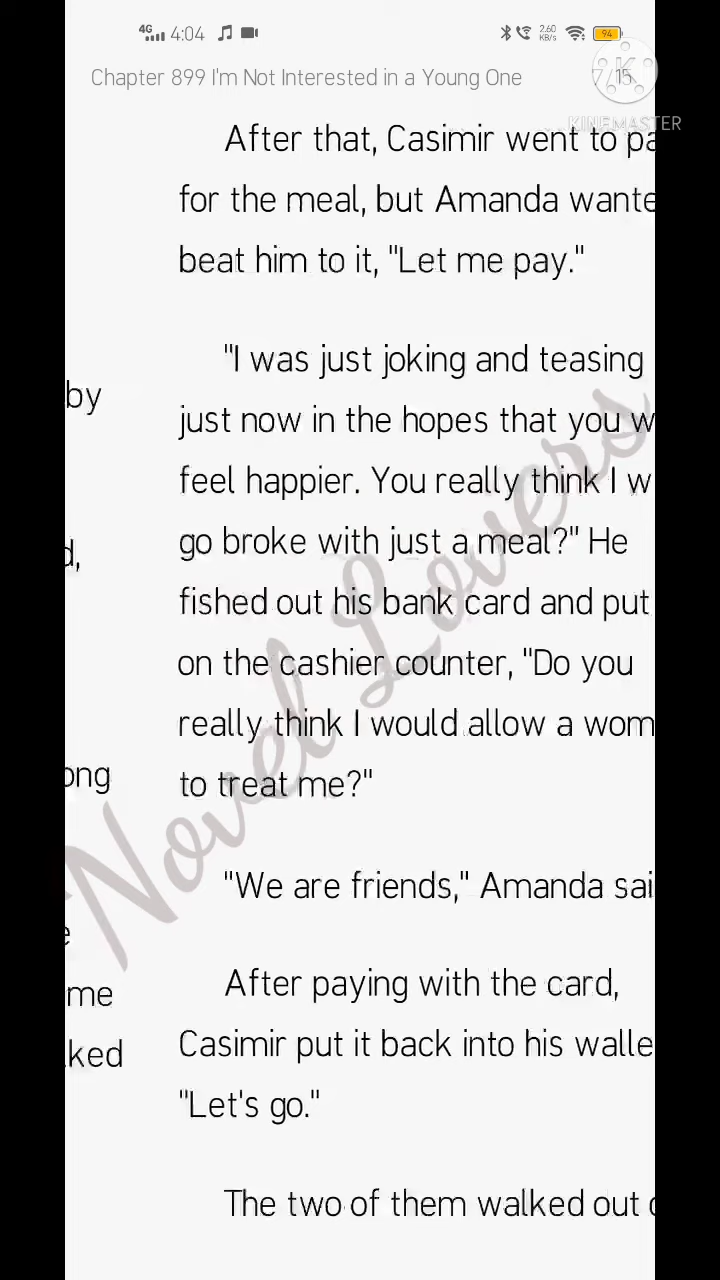 4G 4:04 2.60 KB/s 94
Chapter 899 I'm Not Interested in a Young One 7/15
KINEMASTER
After that, Casimir went to pa
for the meal, but Amanda wante
beat him to it, "Let me pay."
"I was just joking and teasing
by
just now in the hopes that you w
feel happier. You really think I w
go broke with just a meal?" He
d,
fished out his bank card and put
on the cashier counter, "Do you
really think I would allow a wom
ong
to treat me?"
"We are friends," Amanda sai
e
After paying with the card,
me
Casimir put it back into his walle
ked
"Let's go."
The two of them walked out
Novel Lovers